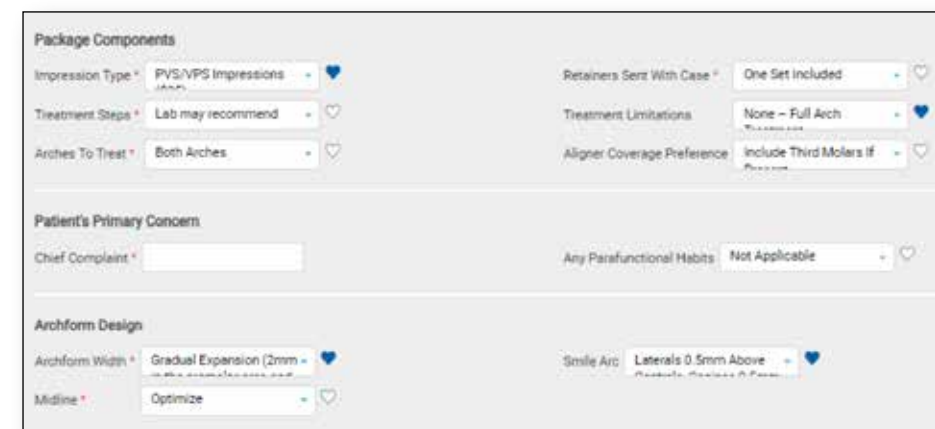 Package Components
Impression Type * PVS/VPS Impressions Retainers Sent With Case * One Set Included
Treatment Steps * Lab may recommend Treatment Limitations None – Full Arch
Arches To Treat * Both Arches Aligner Coverage Preference Include Third Molars If
Patient's Primary Concern
Chief Complaint * Any Parafunctional Habits Not Applicable
Archform Design
Archform Width * Gradual Expansion (2mm Smile Arc Laterals 0.5mm Above
Midline * Optimize